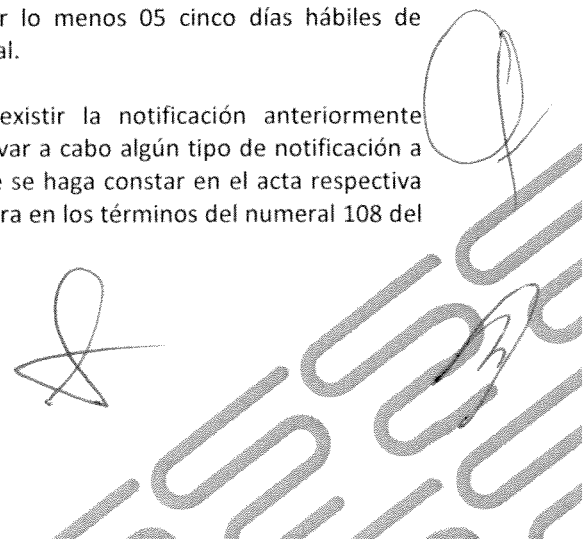 r lo menos 05 cinco días hábiles de
al.
existir la notificación anteriormente
var a cabo algún tipo de notificación a
e se haga constar en el acta respectiva
ra en los términos del numeral 108 del